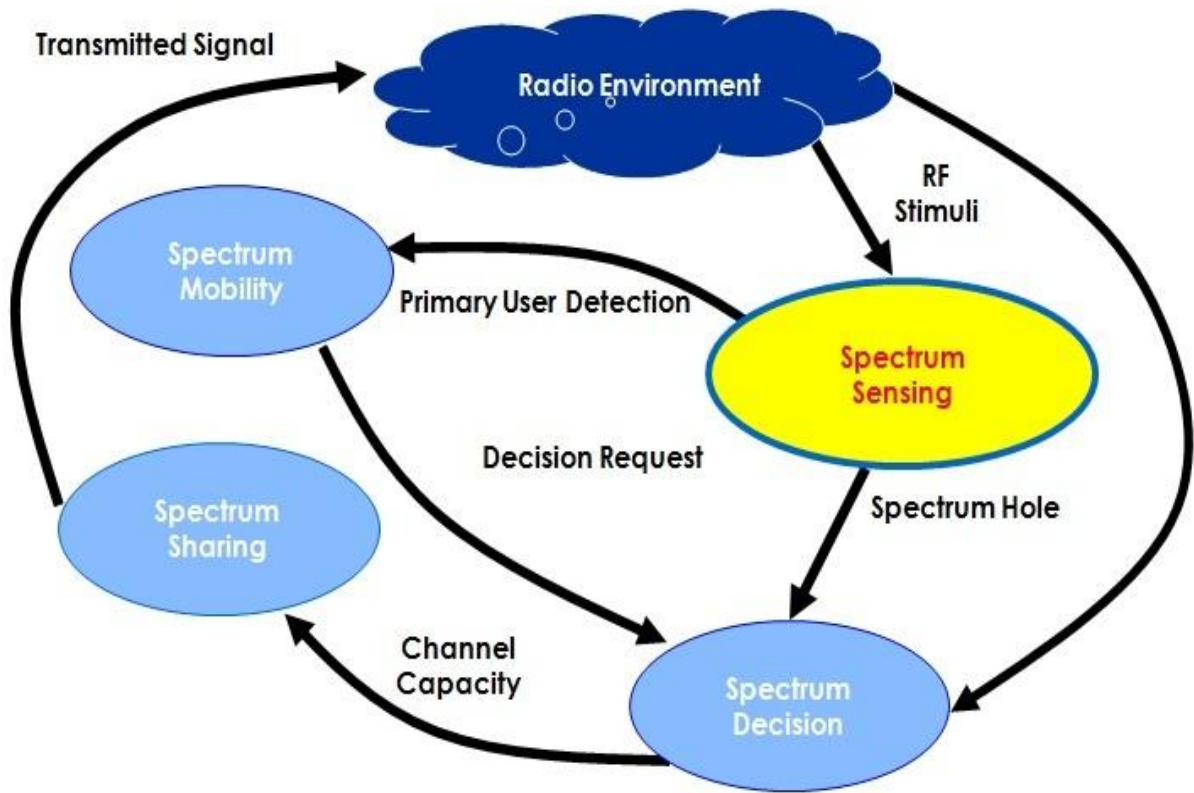 Transmitted Signal
Radio Environment
RF
Stimuli
Spectrum
Mobility
Primary User Detection
Spectrum
Sensing
Decision Request
Spectrum Hole
Spectrum
Sharing
Channel
Capacity
Spectrum
Decision